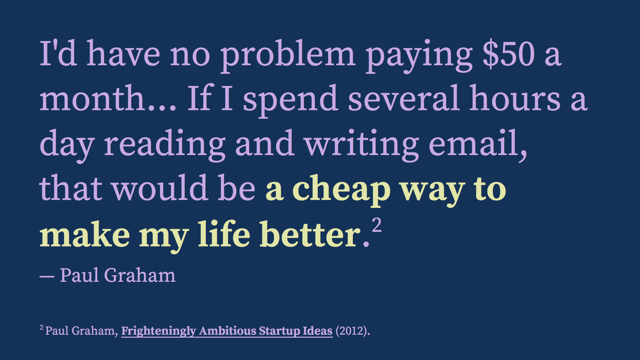 I'd have no problem paying $50 a
month... If I spend several hours a
day reading and writing email,
that would be a cheap way to
make my life better.²
— Paul Graham
² Paul Graham, Frighteningly Ambitious Startup Ideas (2012).